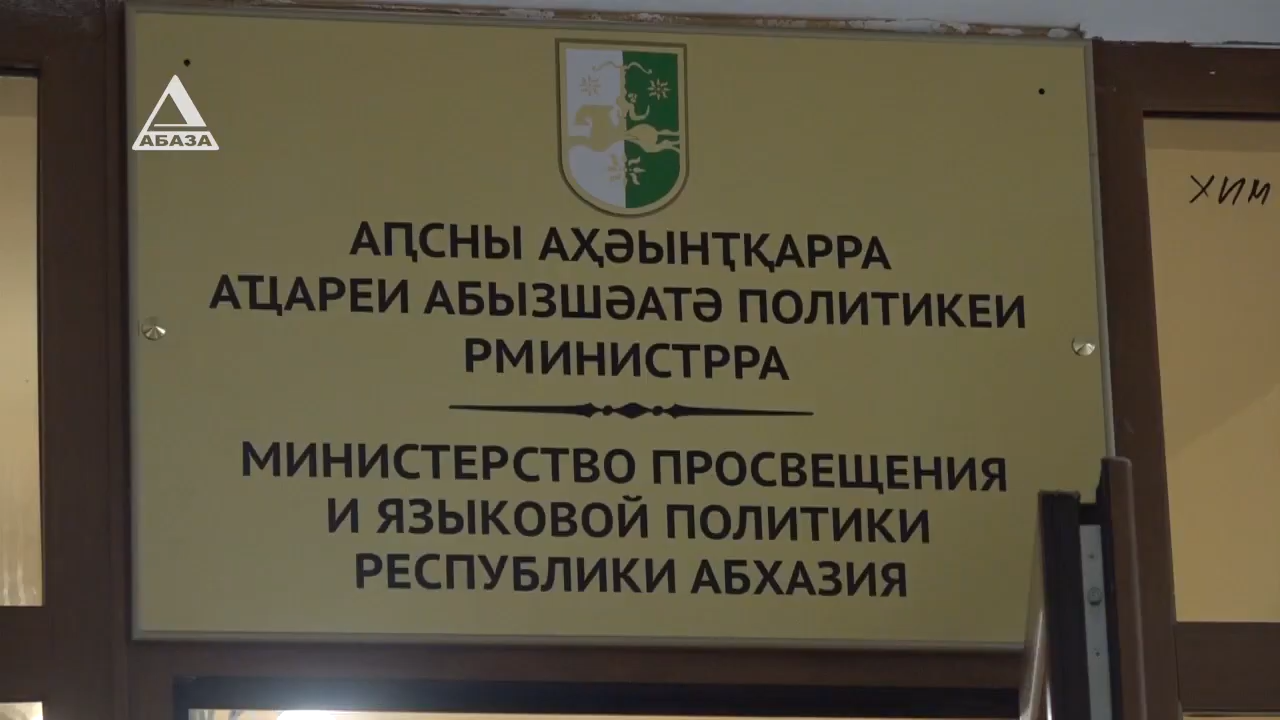 АБАЗА
АԤСНЫ АҲӘЫНҬҚАРРА
АҴАРЕИ АБЫЗШӘАТӘ ПОЛИТИКЕИ
РМИНИСТРРА
МИНИСТЕРСТВО ПРОСВЕЩЕНИЯ
И ЯЗЫКОВОЙ ПОЛИТИКИ
РЕСПУБЛИКИ АБХАЗИЯ
ХИМ